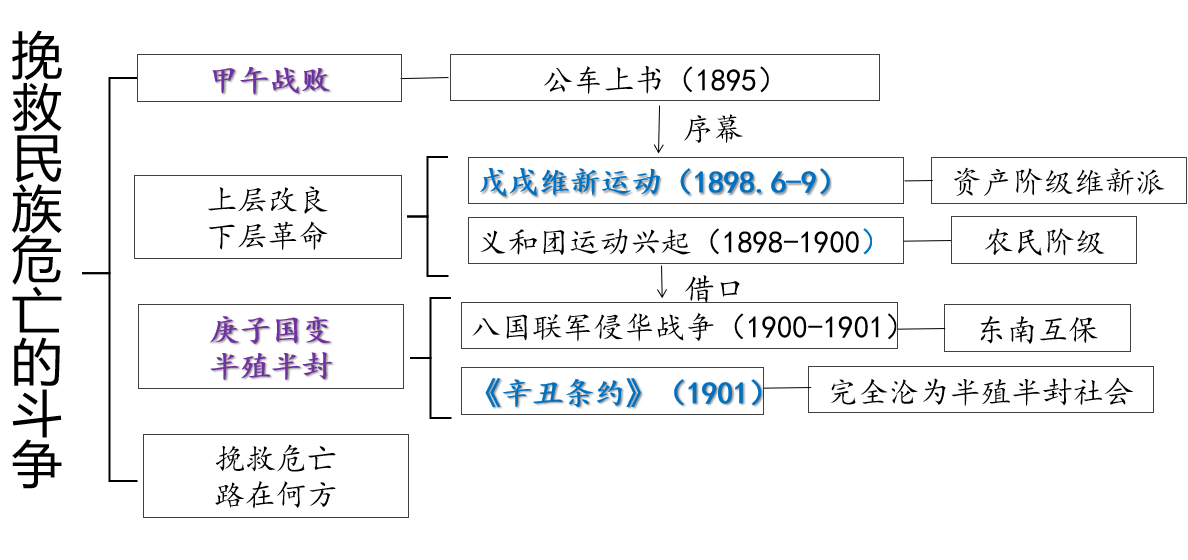 挽救民族危亡的斗争
甲午战败
公车上书（1895）
序幕
上层改良
下层革命
戊戌维新运动（1898.6-9）
资产阶级维新派
义和团运动兴起（1898-1900）
农民阶级
借口
庚子国变
半殖半封
八国联军侵华战争（1900-1901）
东南互保
《辛丑条约》（1901）
完全沦为半殖半封社会
挽救危亡
路在何方